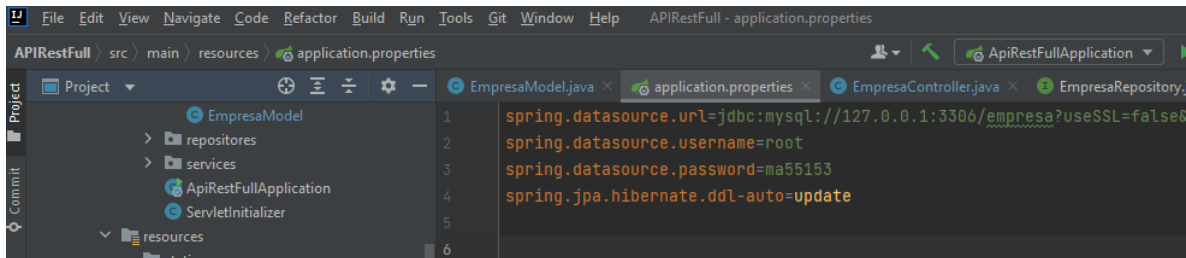 File Edit View Navigate Code Refactor Build Run Tools Git Window Help APIRestFull - application.properties
APIRestFull src main resources application.properties ApiRestFullApplication
Project EmpresaModel.java application.properties EmpresaController.java EmpresaRepository.
Project
Commit
EmpresaModel
repositores
services
ApiRestFullApplication
ServletInitializer
resources
1 spring.datasource.url=jdbc:mysql://127.0.0.1:3306/empresa?useSSL=false&
2 spring.datasource.username=root
3 spring.datasource.password=ma55153
4 spring.jpa.hibernate.ddl-auto=update
5
6